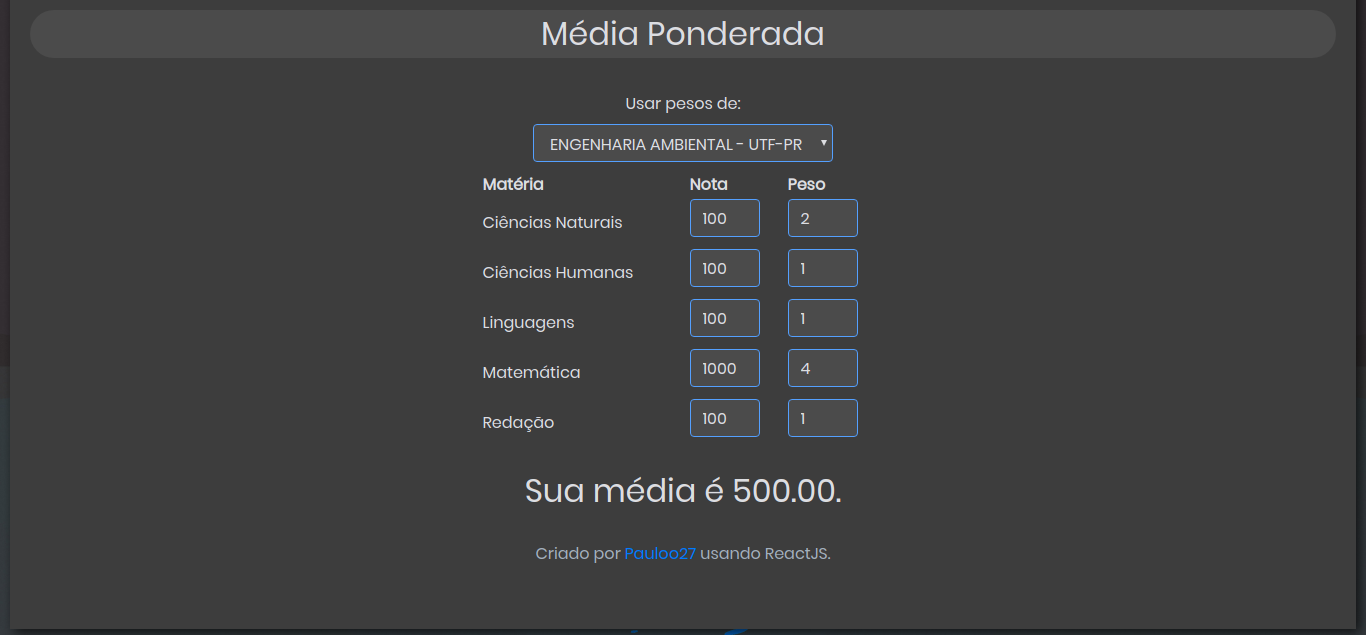 Média Ponderada
Usar pesos de:
ENGENHARIA AMBIENTAL - UTF-PR
Matéria Nota Peso
Ciências Naturais 100 2
Ciências Humanas 100 1
Linguagens 100 1
Matemática 1000 4
Redação 100 1
Sua média é 500.00.
Criado por Pauloo27 usando ReactJS.